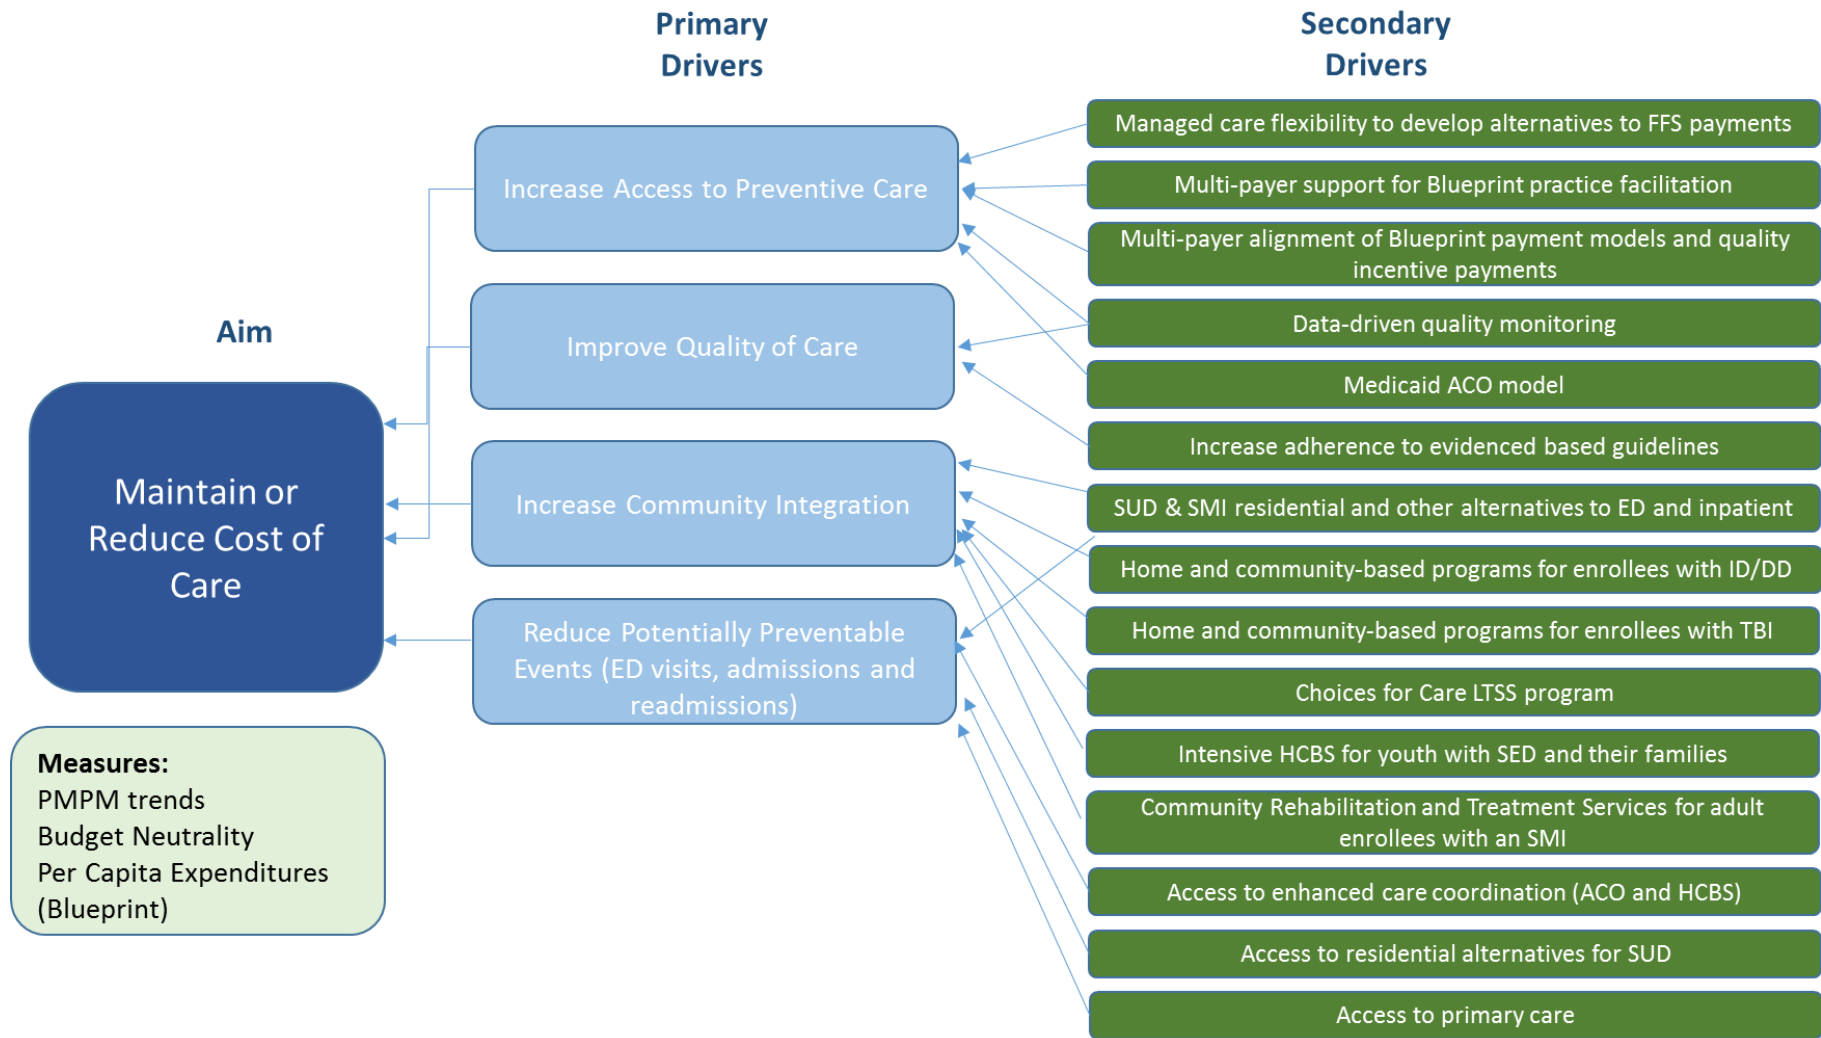 Primary
Drivers
Secondary
Drivers
Aim
Maintain or
Reduce Cost of
Care
Measures:
PMPM trends
Budget Neutrality
Per Capita Expenditures
(Blueprint)
Increase Access to Preventive Care
Improve Quality of Care
Increase Community Integration
Reduce Potentially Preventable
Events (ED visits, admissions and
readmissions)
Managed care flexibility to develop alternatives to FFS payments
Multi-payer support for Blueprint practice facilitation
Multi-payer alignment of Blueprint payment models and quality
incentive payments
Data-driven quality monitoring
Medicaid ACO model
Increase adherence to evidenced based guidelines
SUD & SMI residential and other alternatives to ED and inpatient
Home and community-based programs for enrollees with ID/DD
Home and community-based programs for enrollees with TBI
Choices for Care LTSS program
Intensive HCBS for youth with SED and their families
Community Rehabilitation and Treatment Services for adult
enrollees with an SMI
Access to enhanced care coordination (ACO and HCBS)
Access to residential alternatives for SUD
Access to primary care